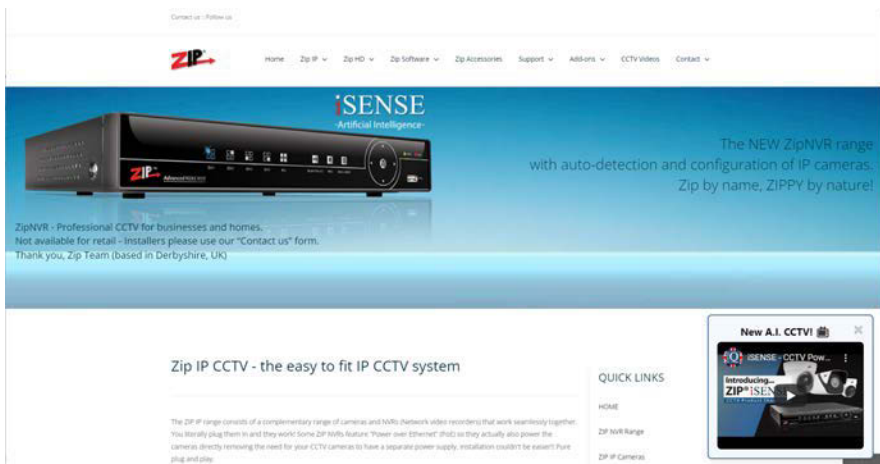 Contact us :: Follow us
ZIP
Home Zip IP Zip HD Zip Software Zip Accessories Support Add-ons CCTV Videos Contact
iSENSE
-Artificial Intelligence-
The NEW ZipNVR range
with auto-detection and configuration of IP cameras.
Zip by name, ZIPPY by nature!
ZIP
ZipNVR - Professional CCTV for businesses and homes.
Not available for retail - Installers please use our "Contact us" form.
Thank you, Zip Team (based in Derbyshire, UK)
New A.I. CCTV!
iSENSE - CCTV Pow...
Introducing...
ZIP iSENS
Zip IP CCTV - the easy to fit IP CCTV system
QUICK LINKS
HOME
ZIP NVR Range
ZIP IP Cameras
The ZIP IP range consists of a complementary range of cameras and NVRs (Network video recorders) that work seamlessly together.
You literally plug them in and they work! Some ZIP NVRs feature "Power over Ethernet" (PoE) so they actually also power the
cameras directly removing the need for your CCTV cameras to have a separate power supply, installation couldn't be easier!! Pure
plug and play.